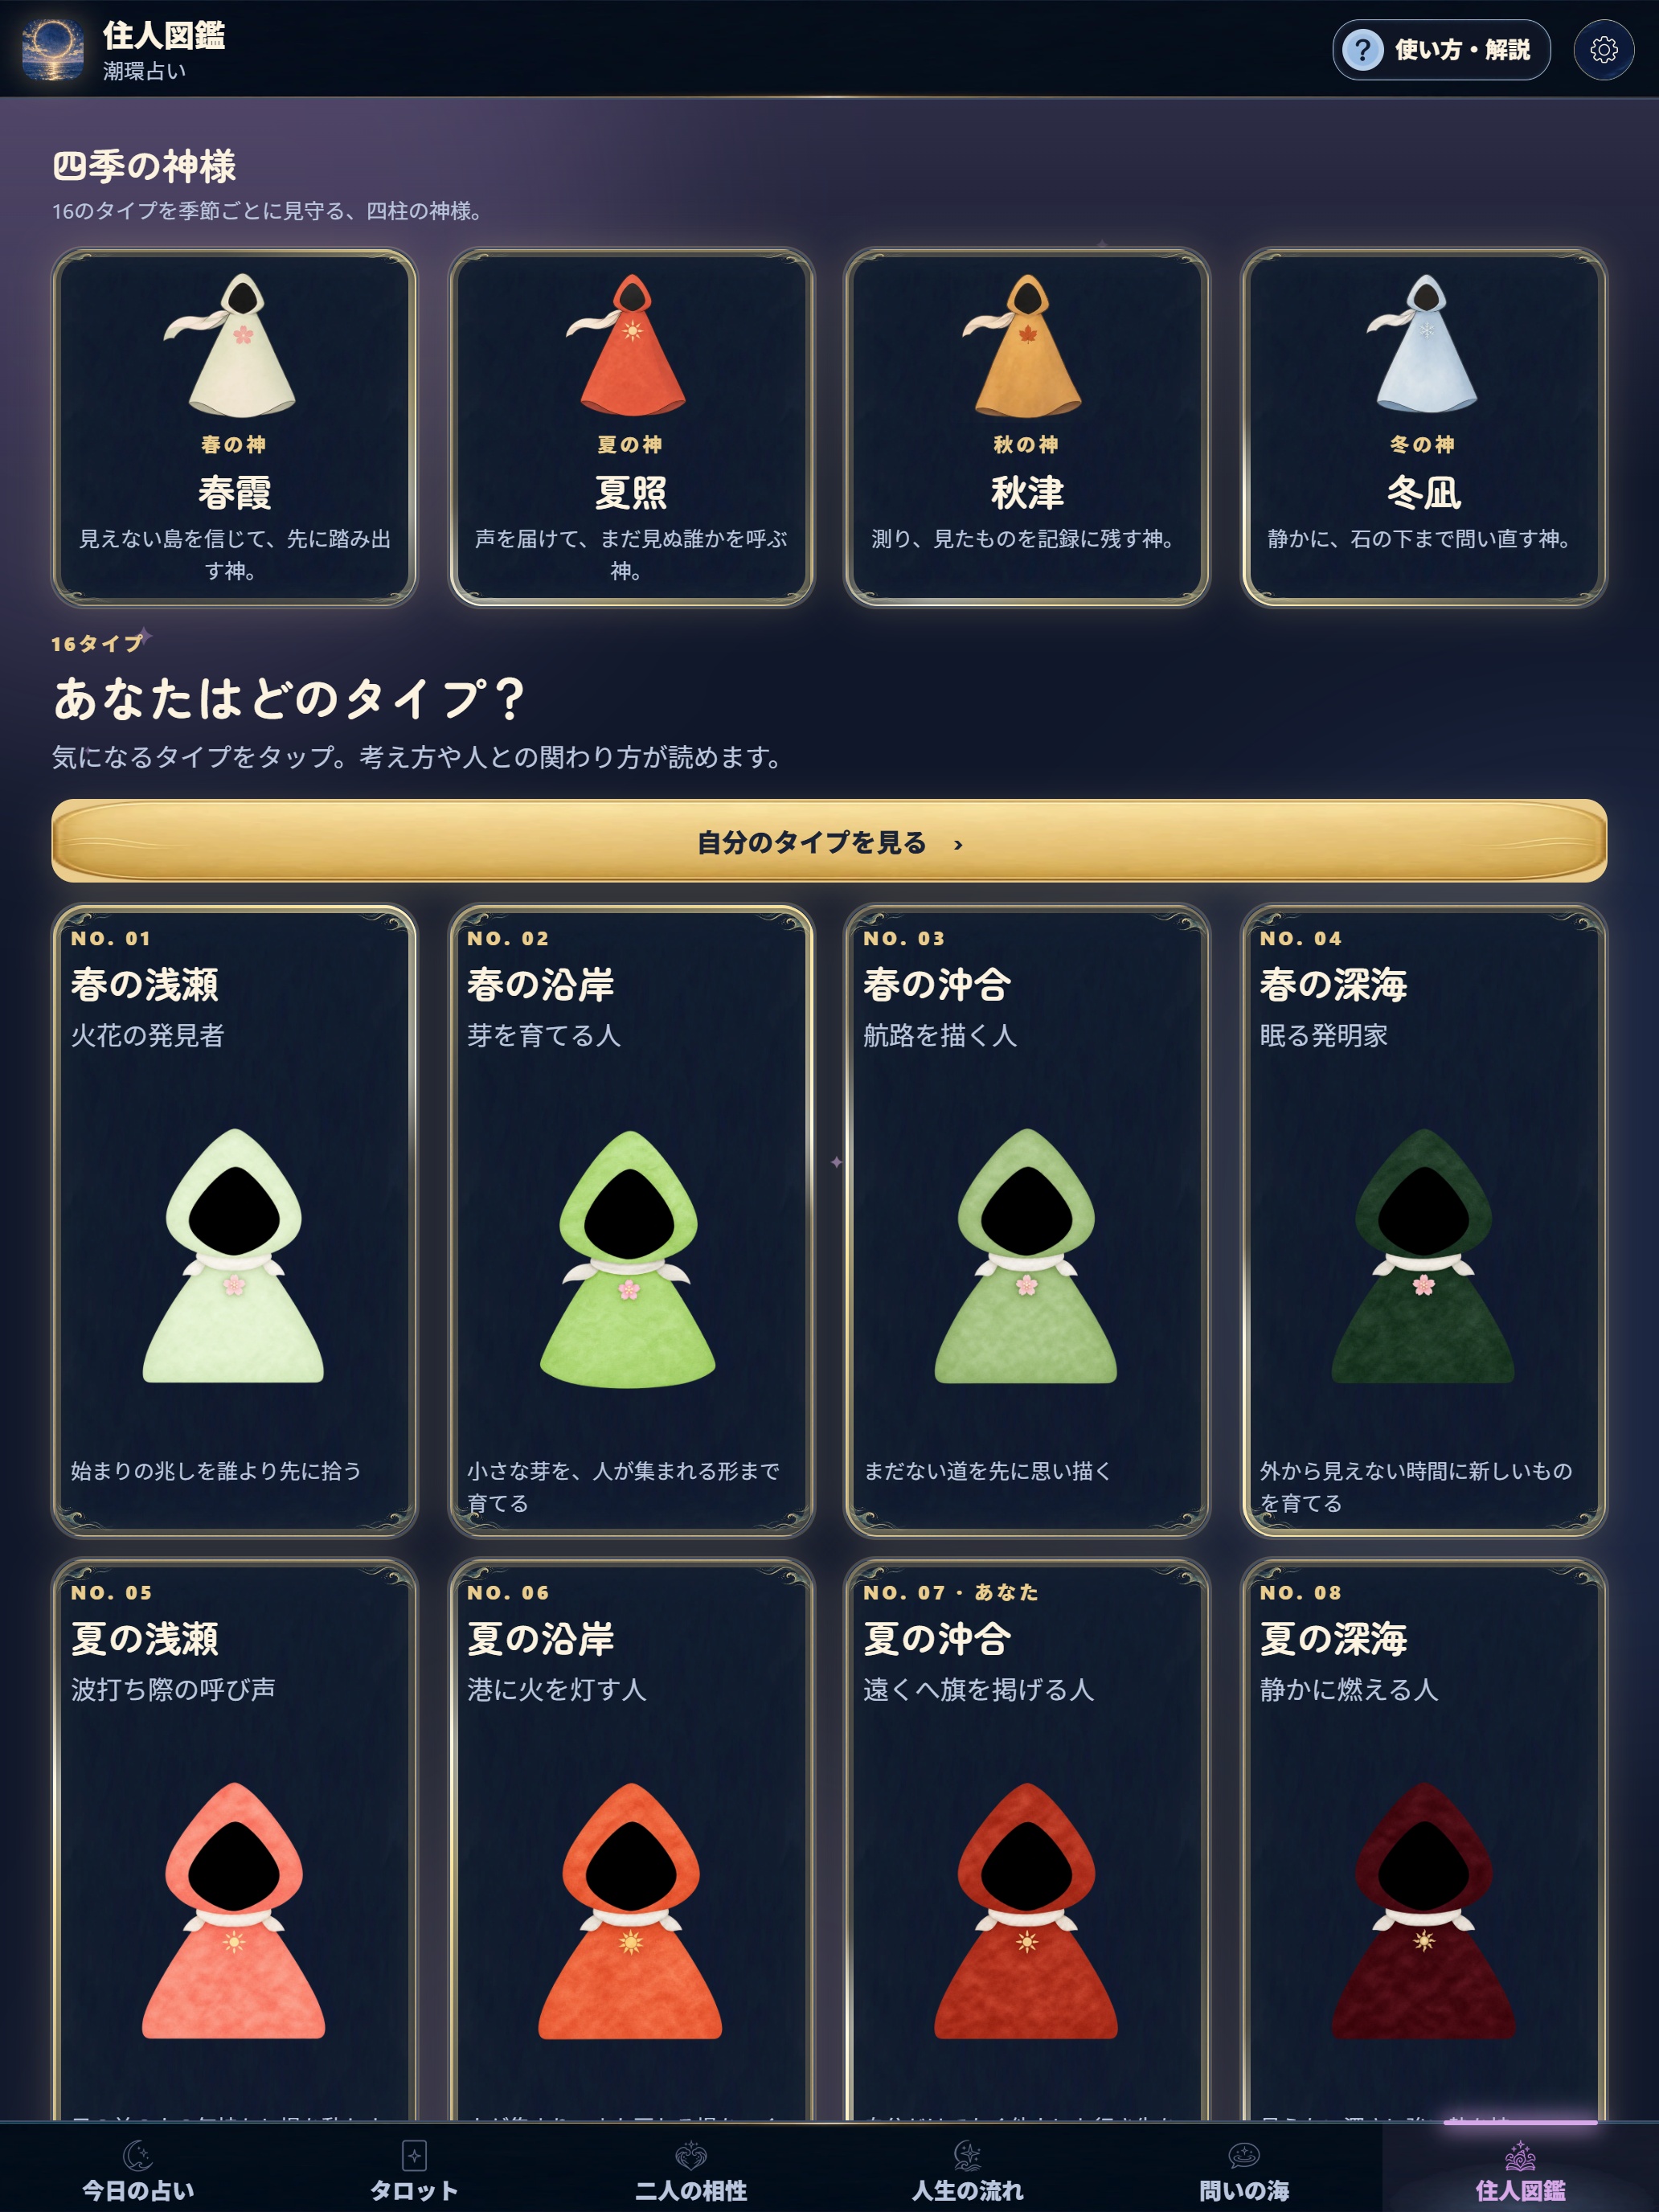 住人図鑑
潮環占い
? 使い方・解説
四季の神様
16のタイプを季節ごとに見守る、四柱の神様。
春の神
春霞
見えない島を信じて、先に踏み出
す神。
夏の神
夏照
声を届けて、まだ見ぬ誰かを呼ぶ
神。
秋の神
秋津
測り、見たものを記録に残す神。
冬の神
冬凪
静かに、石の下まで問い直す神。
16タイプ
あなたはどのタイプ？
気になるタイプをタップ。考え方や人との関わり方が読めます。
自分のタイプを見る ›
NO. 01
春の浅瀬
火花の発見者
始まりの兆しを誰より先に拾う
NO. 02
春の沿岸
芽を育てる人
小さな芽を、人が集まれる形まで
育てる
NO. 03
春の沖合
航路を描く人
まだない道を先に思い描く
NO. 04
春の深海
眠る発明家
外から見えない時間に新しいもの
を育てる
NO. 05
夏の浅瀬
波打ち際の呼び声
NO. 06
夏の沿岸
港に火を灯す人
NO. 07 · あなた
夏の沖合
遠くへ旗を掲げる人
NO. 08
夏の深海
静かに燃える人
今日の占い
タロット
二人の相性
人生の流れ
問いの海
住人図鑑